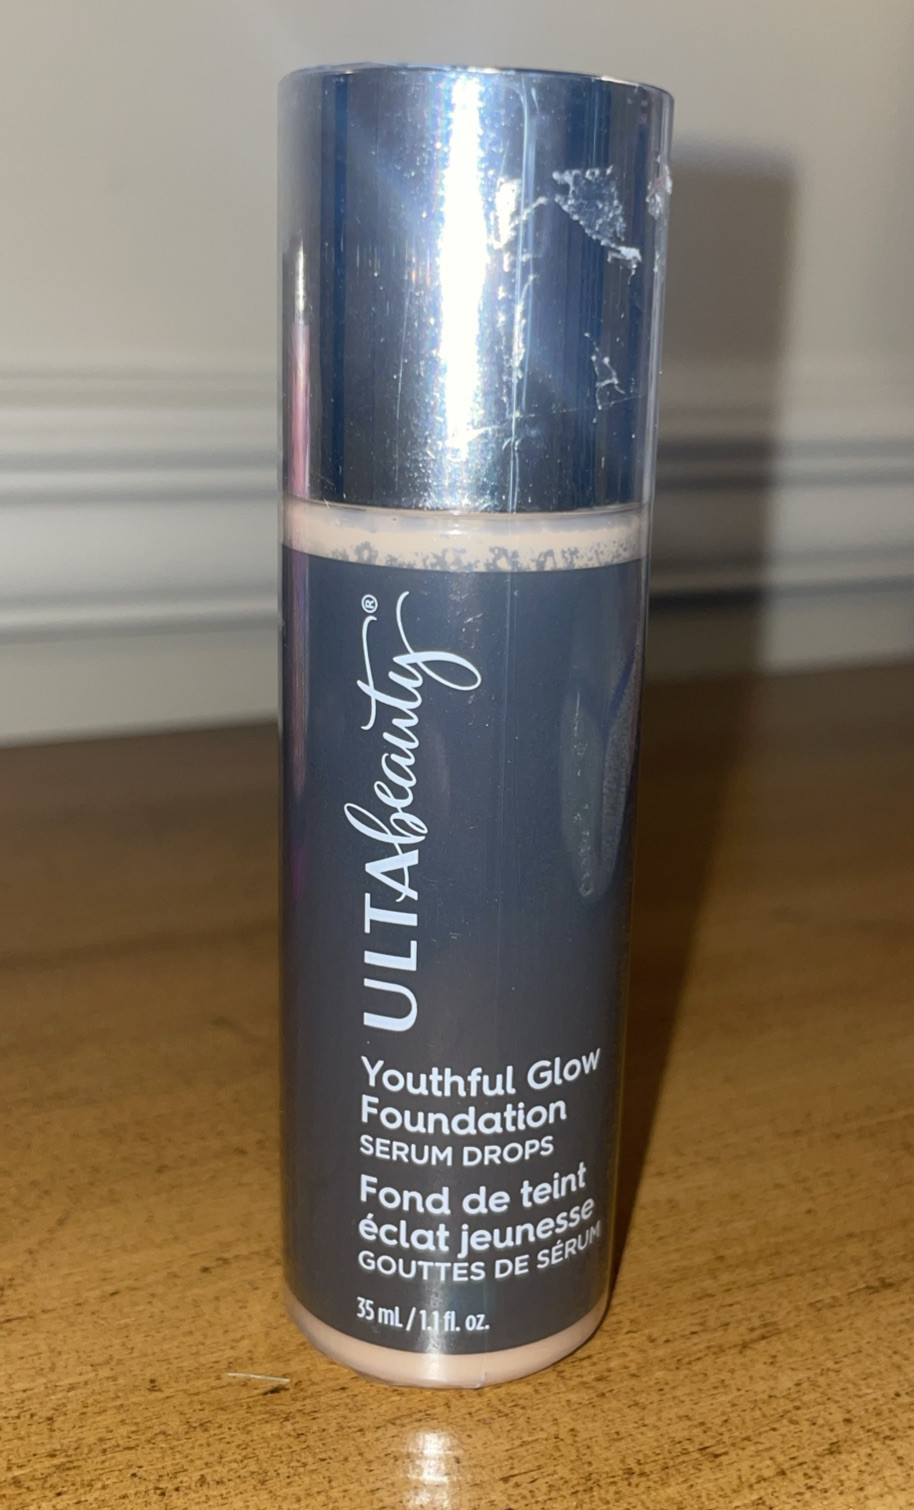 ULTAbeauty®
Youthful Glow
Foundation
SERUM DROPS
Fond de teint
éclat jeunesse
GOUTTES DE SÉRUM
35 mL / 1.1 fl. oz.